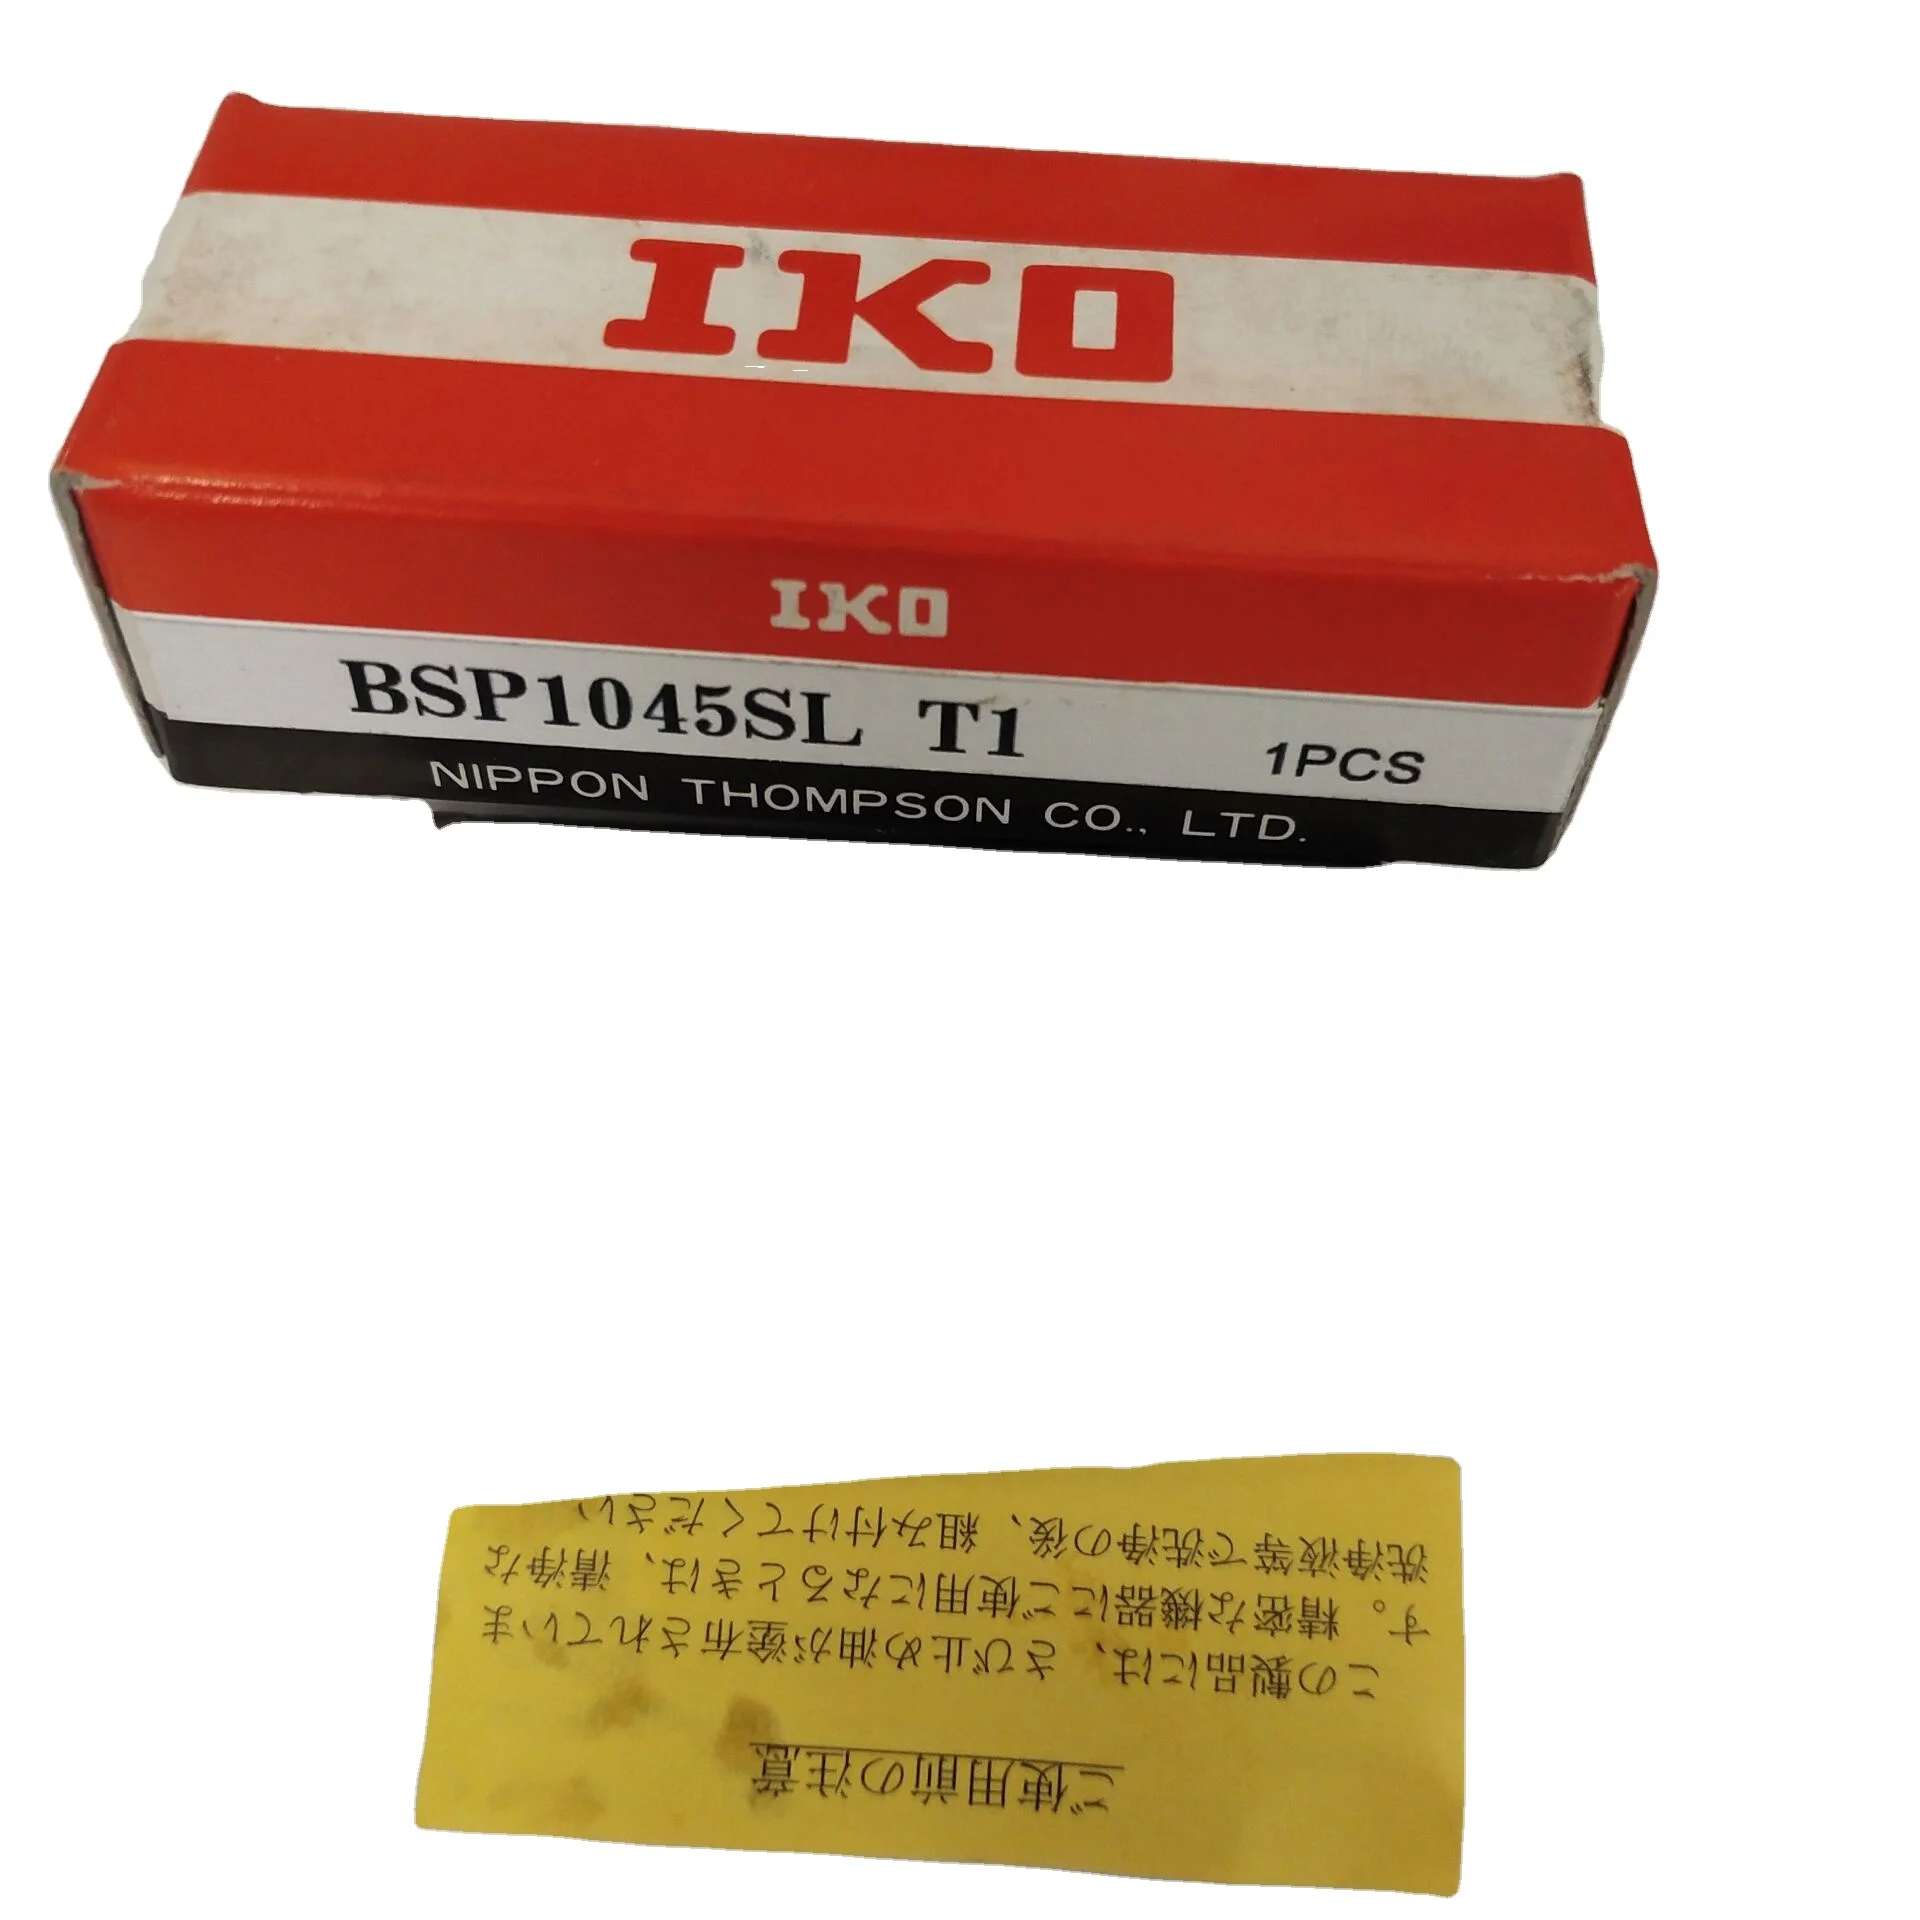 IKO
IKO
BSP1045SL T1
1PCS
NIPPON THOMPSON CO., LTD.
ご使用前の注意
この製品には、さび止め油が塗布されていま
す。精密な機器にご使用になるときは、清浄な
洗浄液等で洗浄の後、組み付けてください